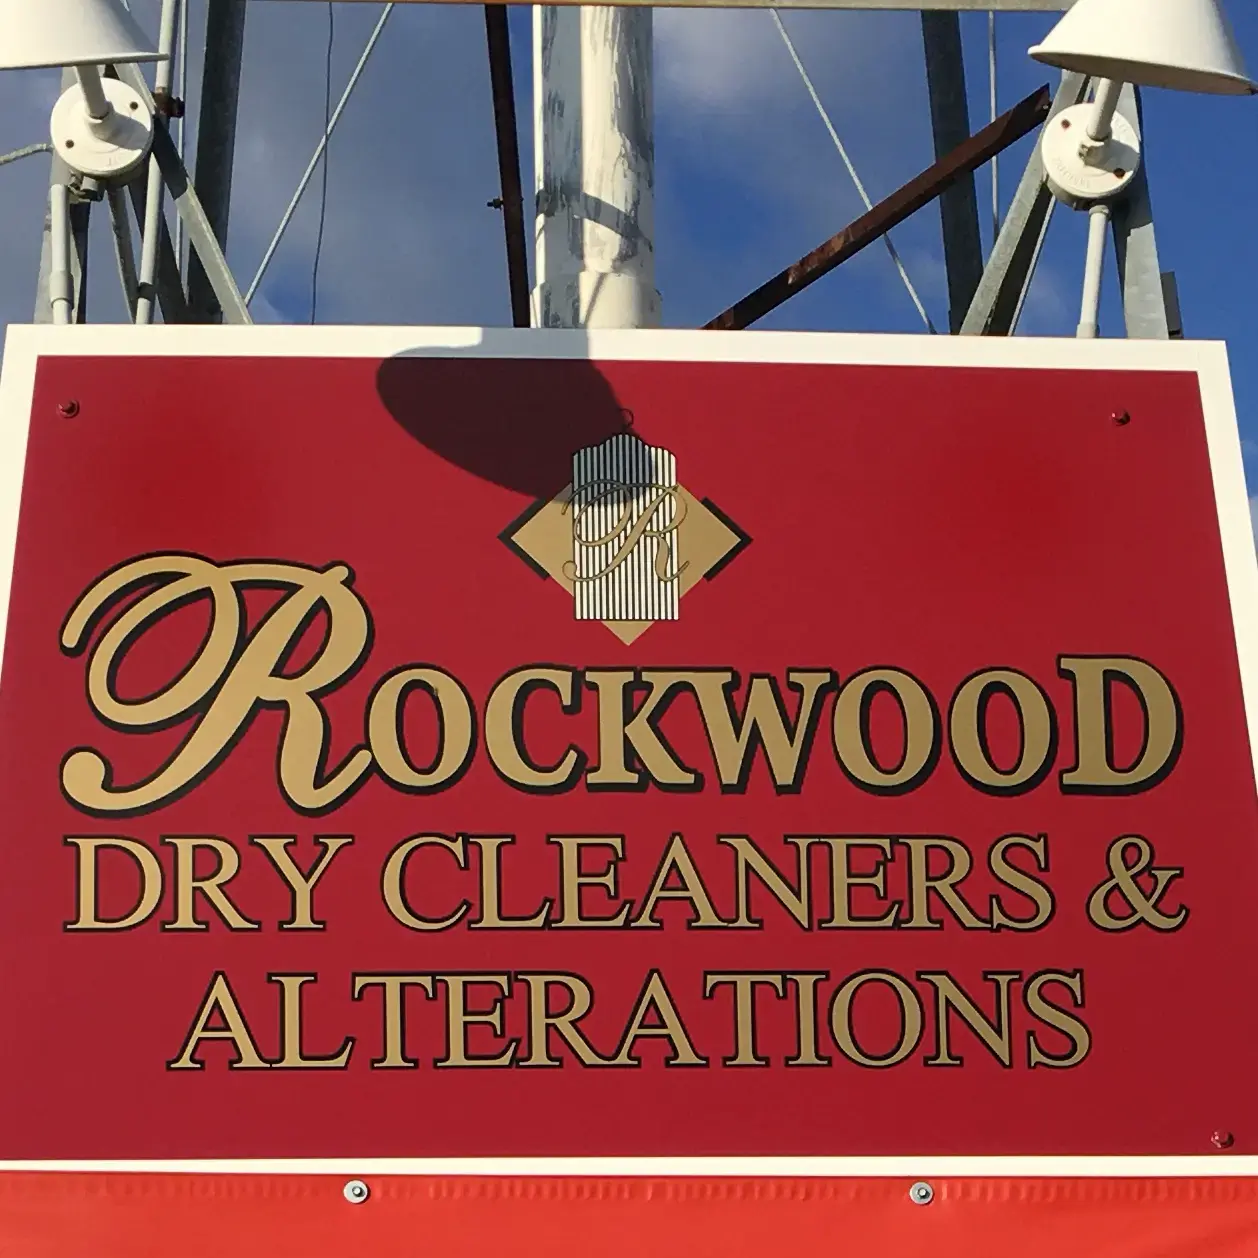 R
ROCKWOOD
DRY CLEANERS &
ALTERATIONS